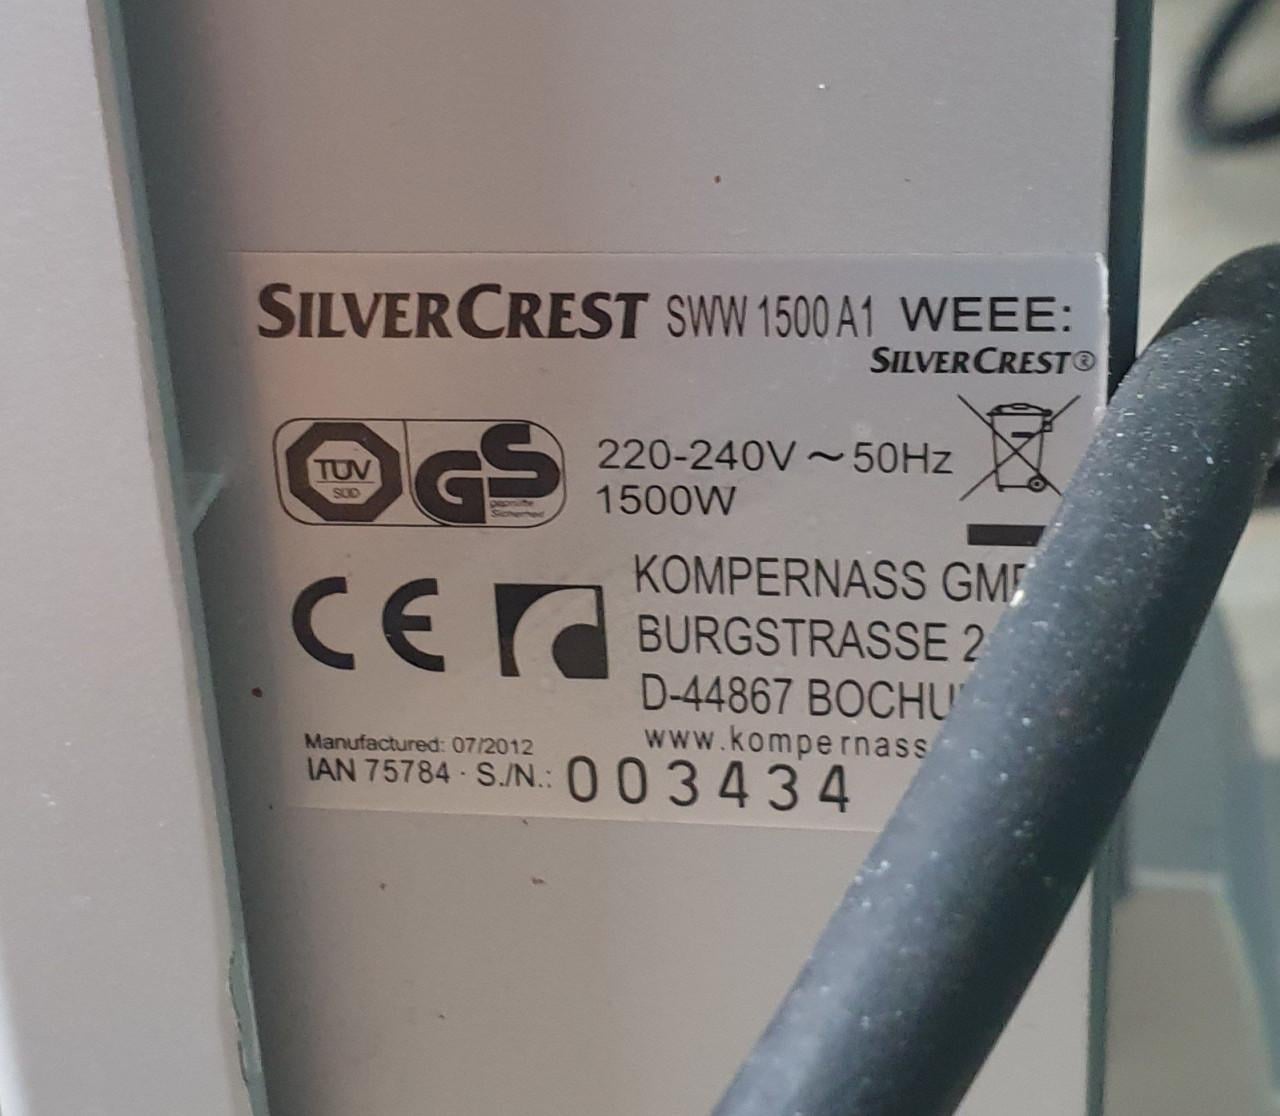 SILVERCREST SWW 1500 A1 WEEE:
SILVERCREST®
TÜV
SÜD
GS
geprüfte
Sicherheit
220-240V ~ 50Hz
1500W
CE
KOMPERNASS
BURGSTRASSE
D-44867
www.kompernass
Manufactured: 07/2012
IAN 75784 · S./N.: 003434